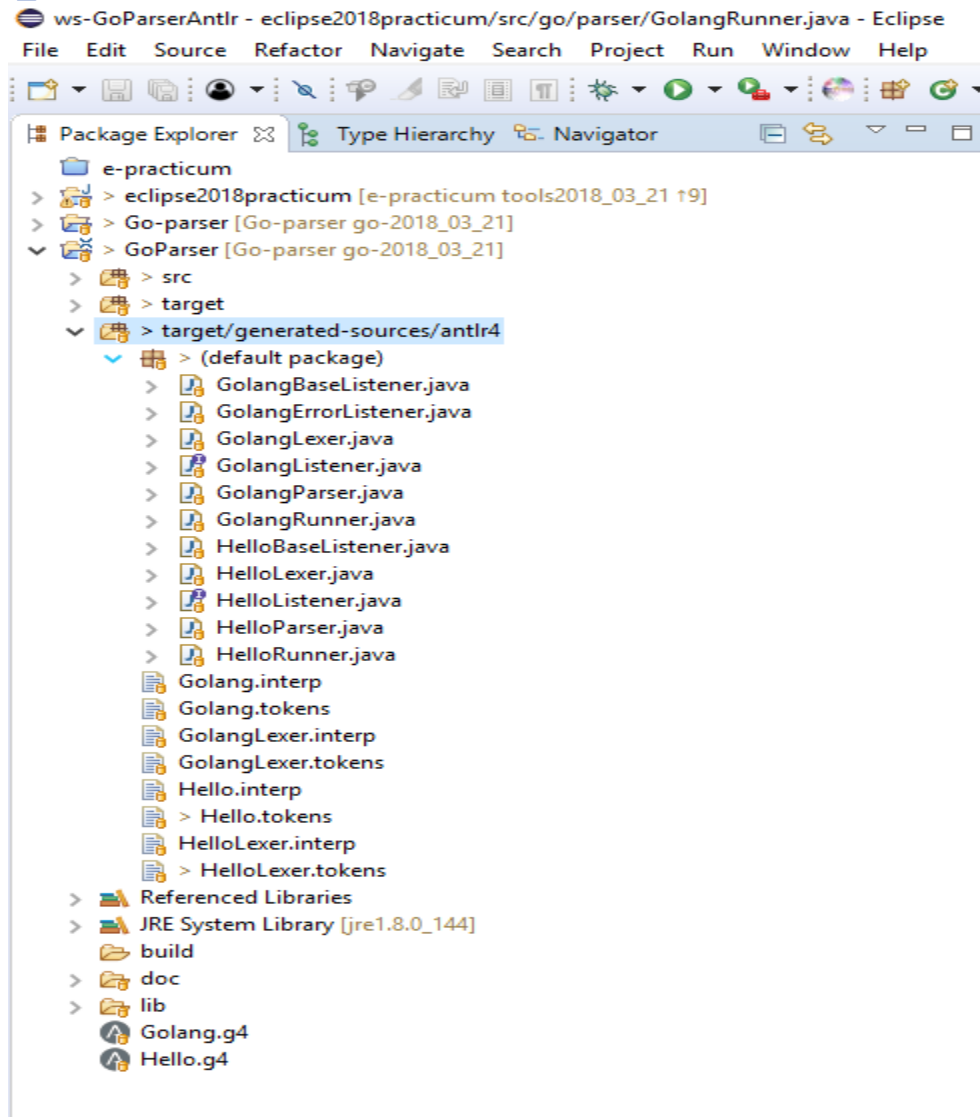 ws-GoParserAntlr - eclipse2018practicum/src/go/parser/GolangRunner.java - Eclipse
File Edit Source Refactor Navigate Search Project Run Window Help
Package Explorer Type Hierarchy Navigator
e-practicum
> eclipse2018practicum [e-practicum tools2018_03_21 ↑9]
> Go-parser [Go-parser go-2018_03_21]
> GoParser [Go-parser go-2018_03_21]
> src
> target
> target/generated-sources/antlr4
> (default package)
GolangBaseListener.java
GolangErrorListener.java
GolangLexer.java
GolangListener.java
GolangParser.java
GolangRunner.java
HelloBaseListener.java
HelloLexer.java
HelloListener.java
HelloParser.java
HelloRunner.java
Golang.interp
Golang.tokens
GolangLexer.interp
GolangLexer.tokens
Hello.interp
> Hello.tokens
HelloLexer.interp
> HelloLexer.tokens
Referenced Libraries
JRE System Library [jre1.8.0_144]
build
doc
lib
Golang.g4
Hello.g4